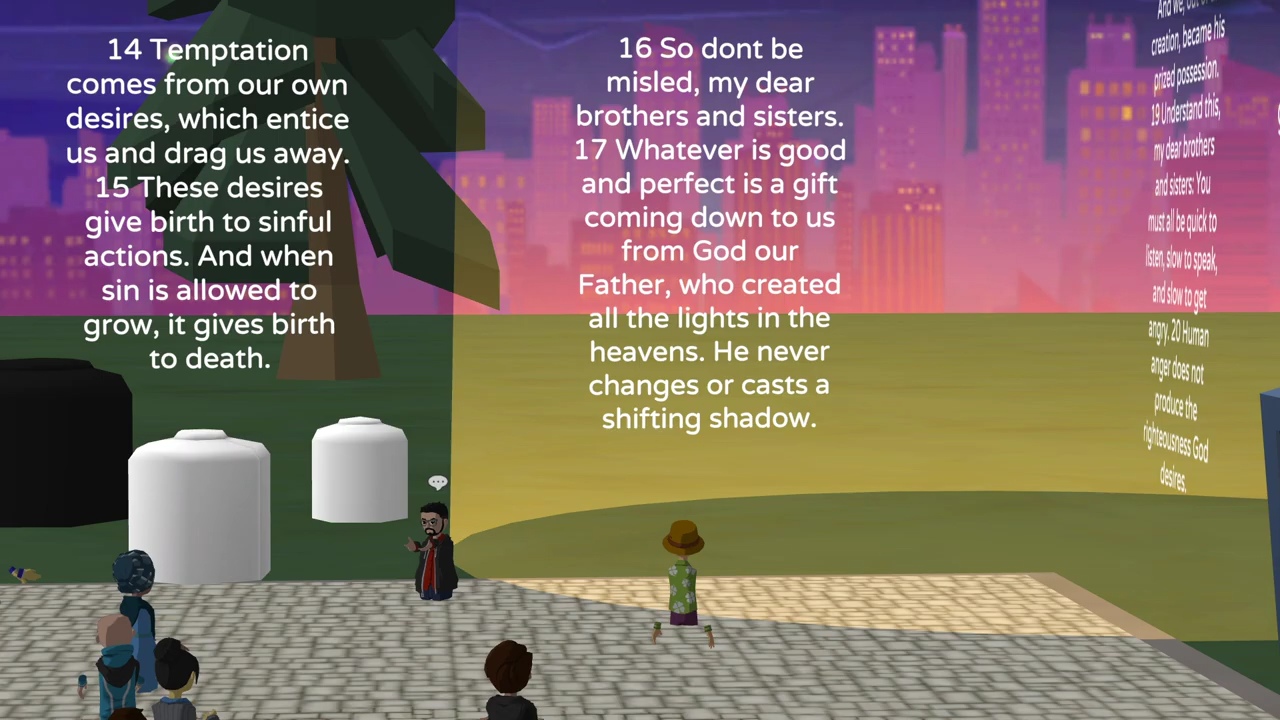 14 Temptation
comes from our own
desires, which entice
us and drag us away.
15 These desires
give birth to sinful
actions. And when
sin is allowed to
grow, it gives birth
to death.
16 So dont be
misled, my dear
brothers and sisters.
17 Whatever is good
and perfect is a gift
coming down to us
from God our
Father, who created
all the lights in the
heavens. He never
changes or casts a
shifting shadow.
And we, out of
creation, became his
prized possession.
19 Understand this,
my dear brothers
and sisters: You
must all be quick to
listen, slow to speak,
and slow to get
angry. 20 Human
anger does not
produce the
righteousness God
desires.